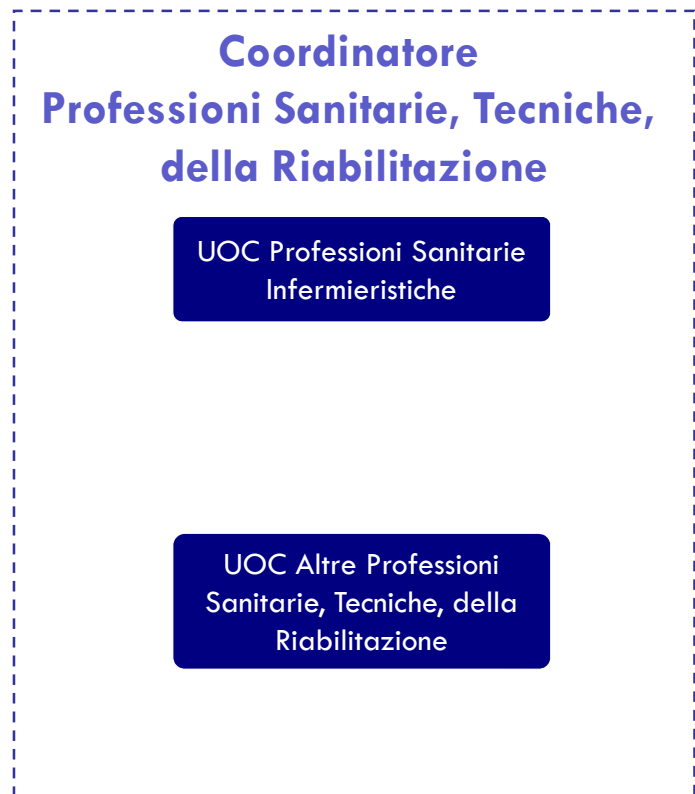 Coordinatore
Professioni Sanitarie, Tecniche,
della Riabilitazione
UOC Professioni Sanitarie
Infermieristiche
UOC Altre Professioni
Sanitarie, Tecniche, della
Riabilitazione